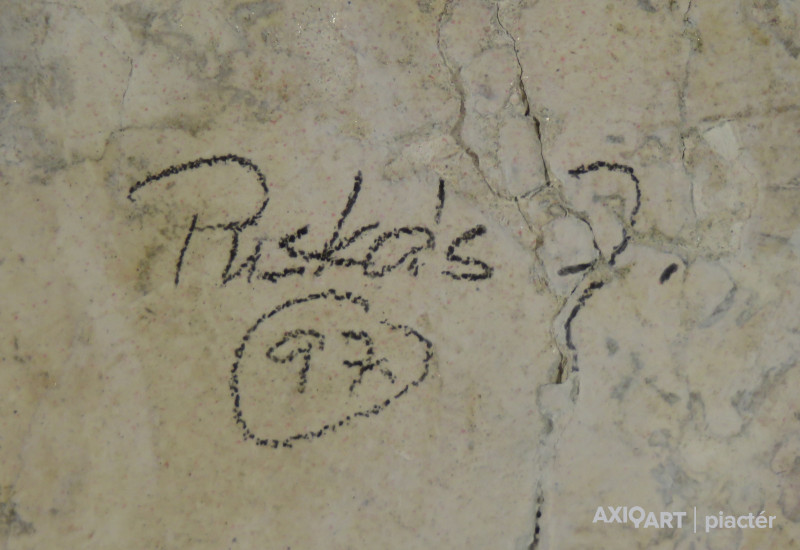 Puskás J.
97
AXIOART | piactér